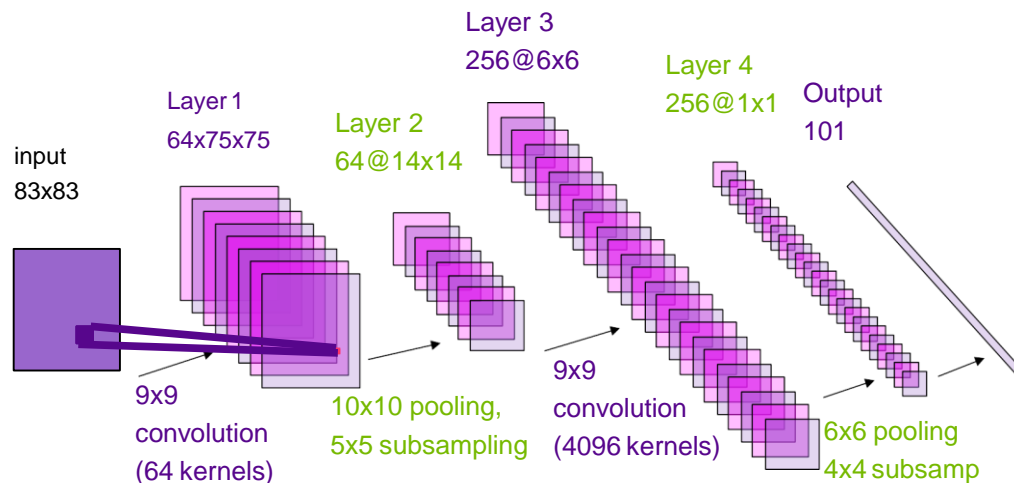 input
83x83
Layer 1
64x75x75
Layer 2
64@14x14
Layer 3
256@6x6
Layer 4
256@1x1
Output
101
9x9
convolution
(64 kernels)
10x10 pooling,
5x5 subsampling
9x9
convolution
(4096 kernels)
6x6 pooling
4x4 subsamp